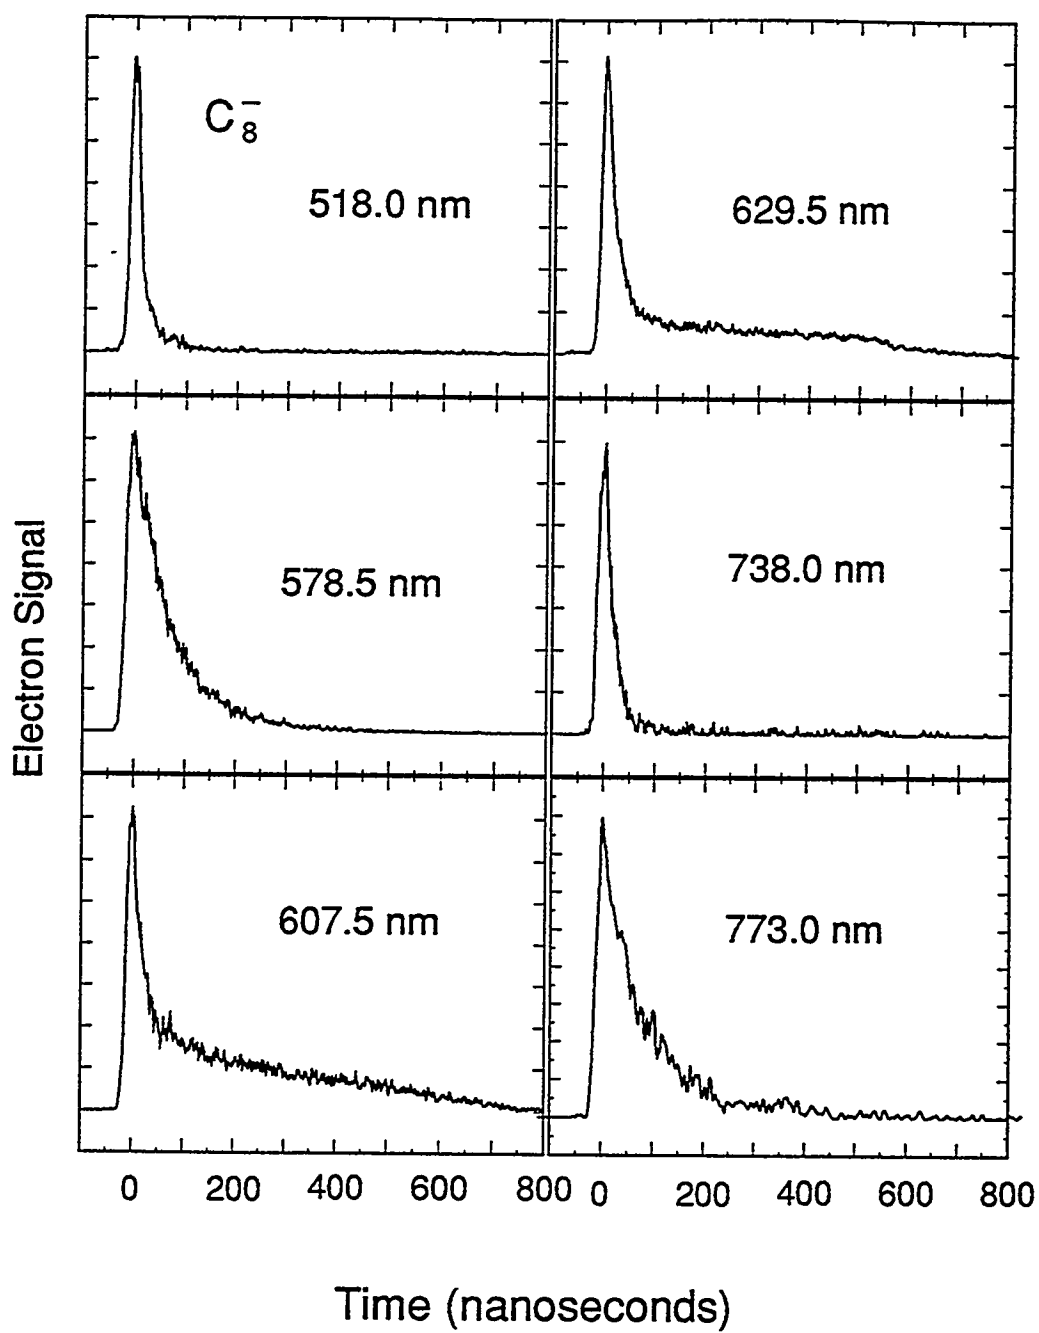 C₈⁻
518.0 nm
629.5 nm
578.5 nm
738.0 nm
607.5 nm
773.0 nm
Electron Signal
0 200 400 600 800 0 200 400 600 800
Time (nanoseconds)